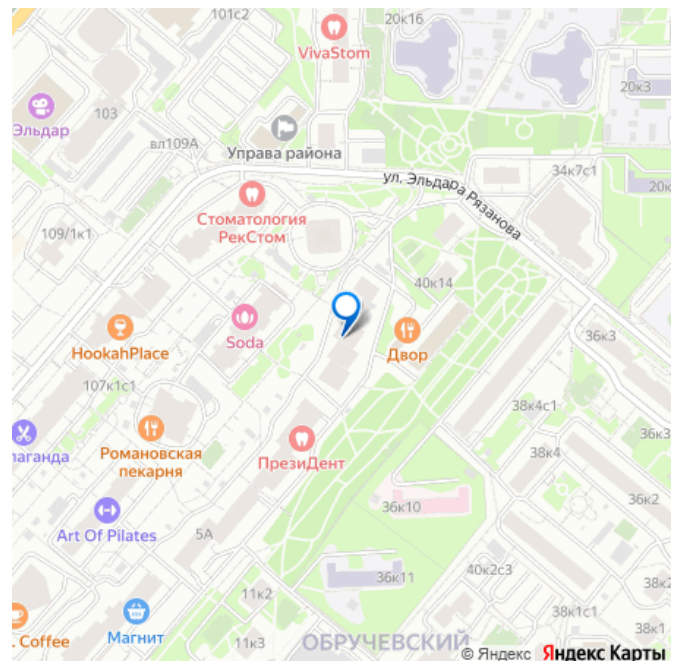 101с2
20к16
VivaStom
20к3
103
Эльдар
вл109А
Управа района
34к7с1
ул. Эльдара Рязанова
20к
Стоматология
РекСтом
109/1к1
40к14
Soda
HookahPlace
Двор
36к3
107к1с1
38к4с1
паганда
Романовская
пекарня
ПрезиДент
38к4
36к3
36к2
Art Of Pilates
36к10
5А
40к2с3
36к11
38к2
11к2
Магнит
38к1с1
. Coffee
11к3
ОБРУЧЕВСКИЙ
38к1
© Яндекс Яндекс Карты